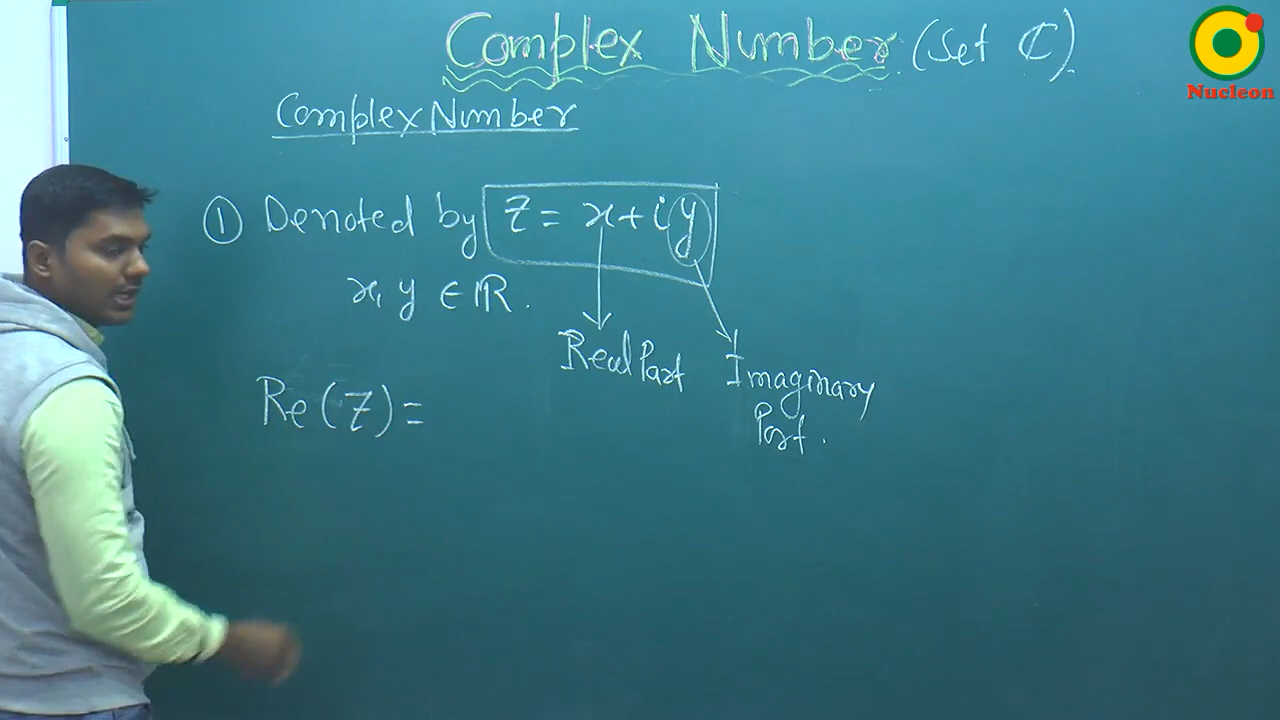 Complex Number (Set ℂ).
Nucleon
Complex Number
① Denoted by z = x + iy
x, y ∈ ℝ.
Real Part
Imaginary
Part.
Re(z) =